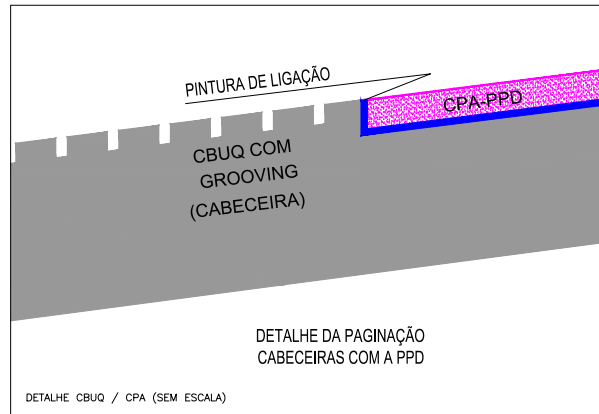 PINTURA DE LIGAÇÃO
CPA-PPD
CBUQ COM
GROOVING
(CABECEIRA)
DETALHE DA PAGINAÇÃO
CABECEIRAS COM A PPD
DETALHE CBUQ / CPA (SEM ESCALA)